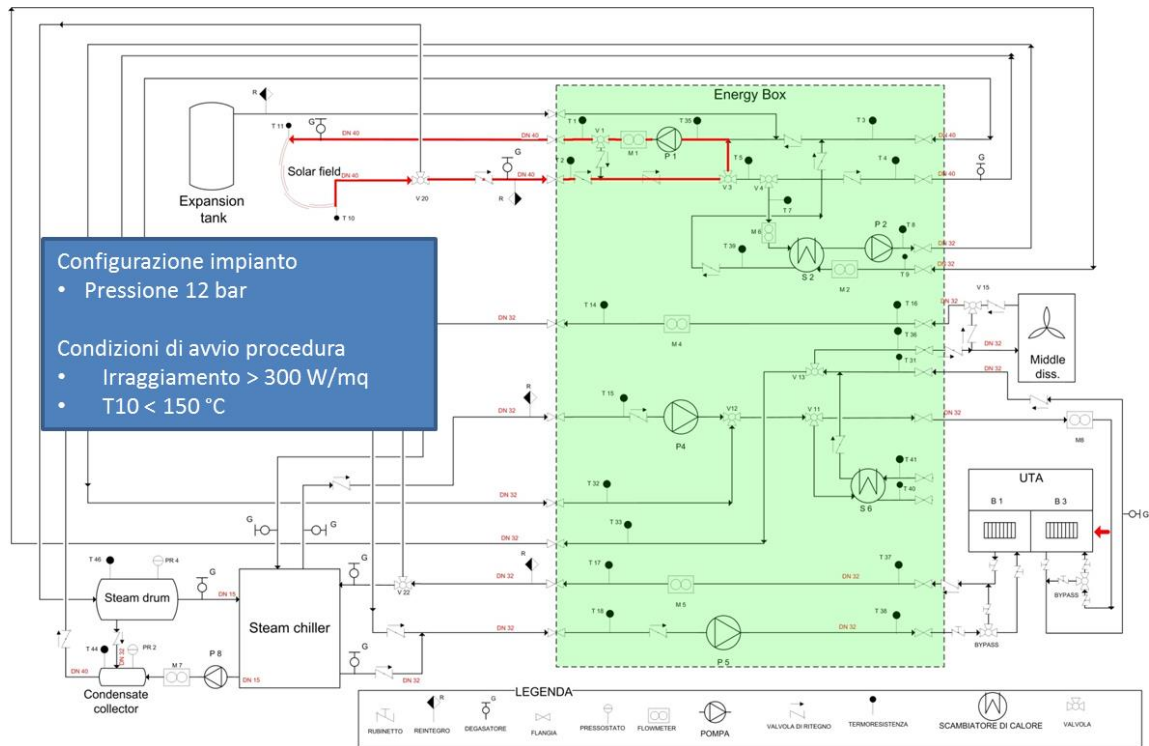 Energy Box
Expansion
tank
R
T 11
G
DN 40
Solar field
DN 40
T 10
V 20
G
DN 40
R
DN 40
T 1
V 1
M 1
P 1
T 35
T 3
DN 40
T 2
V 3
T 5
V 4
T 4
DN 40
G
T 7
M 6
S 2
P 2
T 8
DN 32
T 39
M 2
T 9
DN 32
Configurazione impianto
• Pressione 12 bar
Condizioni di avvio procedura
• Irraggiamento > 300 W/mq
• T10 < 150 °C
DN 32
T 14
M 4
T 16
DN 32
V 15
T 36
DN 32
Middle
diss.
V 13
T 31
DN 32
R
DN 32
T 15
P4
V12
V 11
DN 32
M8
T 41
T 40
S 6
DN 32
T 32
DN 32
T 33
UTA
B 1
B 3
G
BYPASS
BYPASS
G
G
T 46
PR 4
G
Steam drum
DN 15
Steam chiller
G
V 22
R
DN 32
T 17
M 5
DN 32
T 37
DN 32
T 18
P 5
DN 32
T 38
G
DN 32
T 44
DN 32
PR 2
DN 40
M 7
P 8
DN 15
Condensate
collector
LEGENDA
RUBINETTO
R
REINTEGRO
G
DEGASATORE
FLANGIA
PRESSOSTATO
FLOWMETER
POMPA
VALVOLA DI RITEGNO
TERMORESISTENZA
SCAMBIATORE DI CALORE
VALVOLA